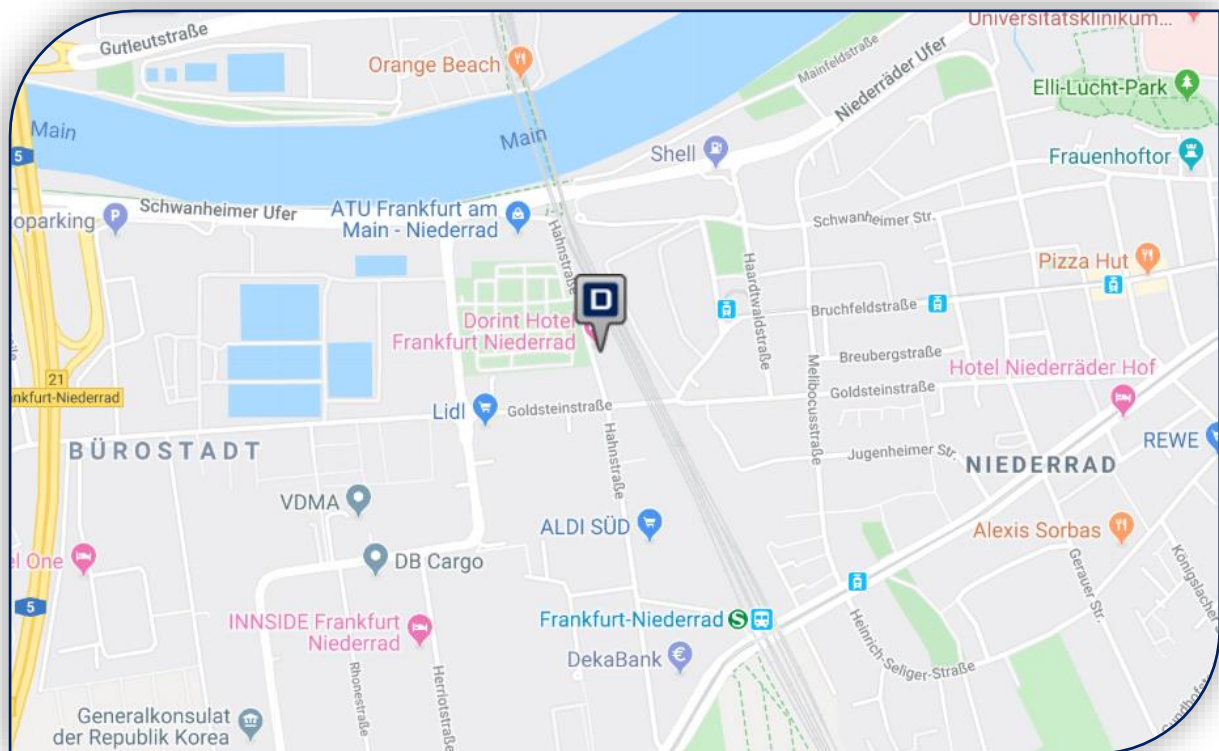 Gutleutstraße
Orange Beach
Universitätsklinikum...
Mainfeldstraße
Niederräder Ufer
Elli-Lucht-Park
Main
Main
5
Shell
Frauenhoftor
oparking
P
Schwanheimer Ufer
ATU Frankfurt am
Main - Niederrad
Hahnstraße
Schwanheimer Str.
Haardtwaldstraße
Pizza Hut
D
Dorint Hotel
Frankfurt Niederrad
Bruchfeldstraße
Breubergstraße
Hotel Niederräder Hof
21
nkfurt-Niederrad
Lidl
Goldsteinstraße
Goldsteinstraße
Melibocusstraße
BÜROSTADT
Hahnstraße
Jugenheimer Str.
NIEDERRAD
REWE
VDMA
ALDI SÜD
Alexis Sorbas
el One
DB Cargo
Gerauer Str.
Königslacher S
5
INNSIDE Frankfurt
Niederrad
Frankfurt-Niederrad
S
DekaBank
€
Heinrich-Seliger-Straße
Rhonestraße
Herriotstraße
Generalkonsulat
der Republik Korea